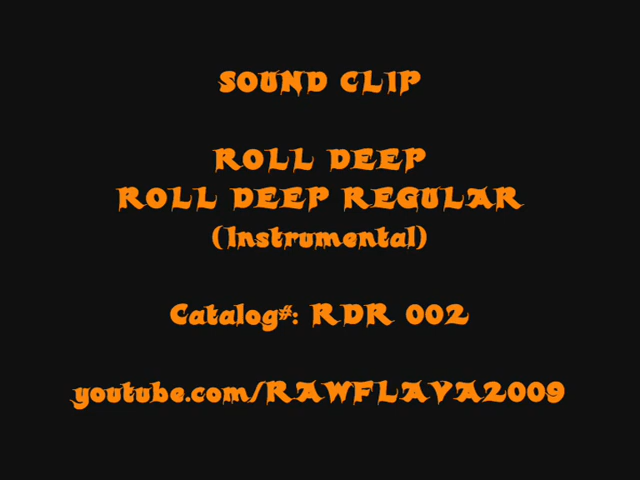 SOUND CLIP
ROLL DEEP
ROLL DEEP REGULAR
(Instrumental)
Catalog#: RDR 002
youtube.com/RAWFLAVA2009